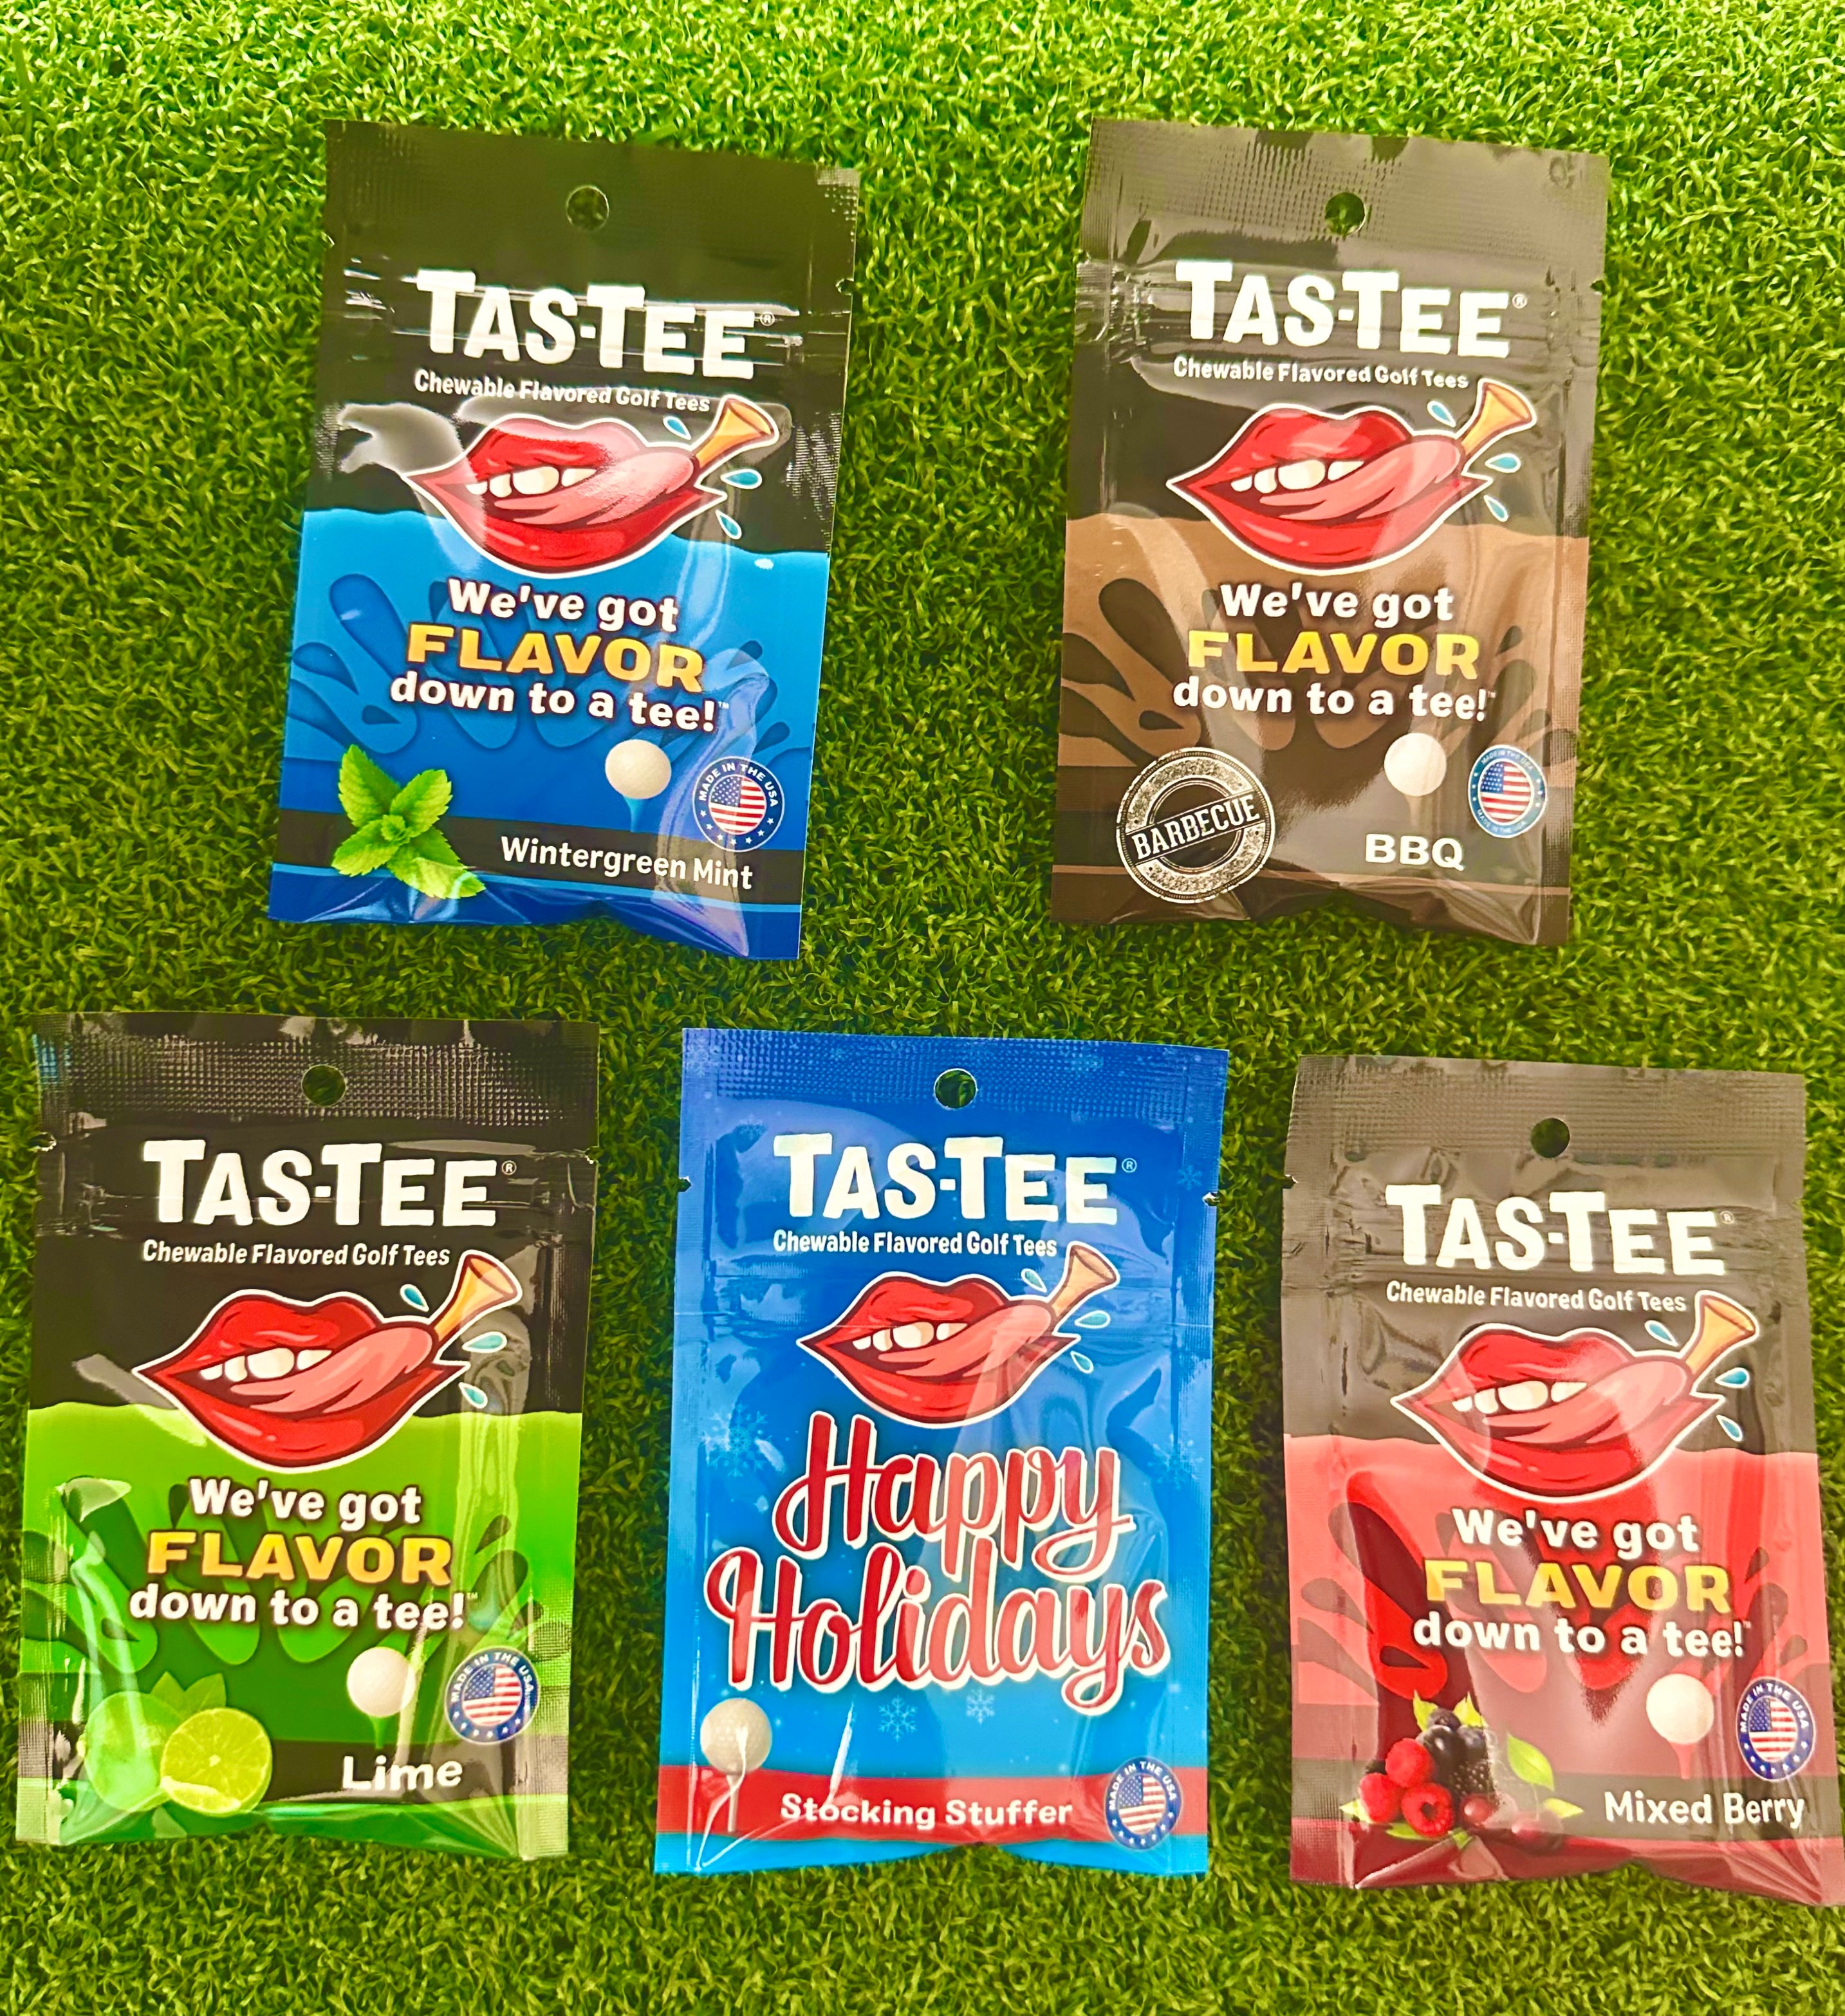 TAS-TEE®
Chewable Flavored Golf Tees
We've got
FLAVOR
down to a tee!™
MADE IN THE USA
Wintergreen Mint
TAS-TEE®
Chewable Flavored Golf Tees
We've got
FLAVOR
down to a tee!™
MADE IN THE USA
MADE IN THE USA
BARBECUE
BBQ
TAS-TEE®
Chewable Flavored Golf Tees
We've got
FLAVOR
down to a tee!™
MADE IN THE USA
Lime
TAS-TEE®
Chewable Flavored Golf Tees
Happy
Holidays
MADE IN THE USA
Stocking Stuffer
TAS-TEE®
Chewable Flavored Golf Tees
We've got
FLAVOR
down to a tee!
MADE IN THE USA
Mixed Berry